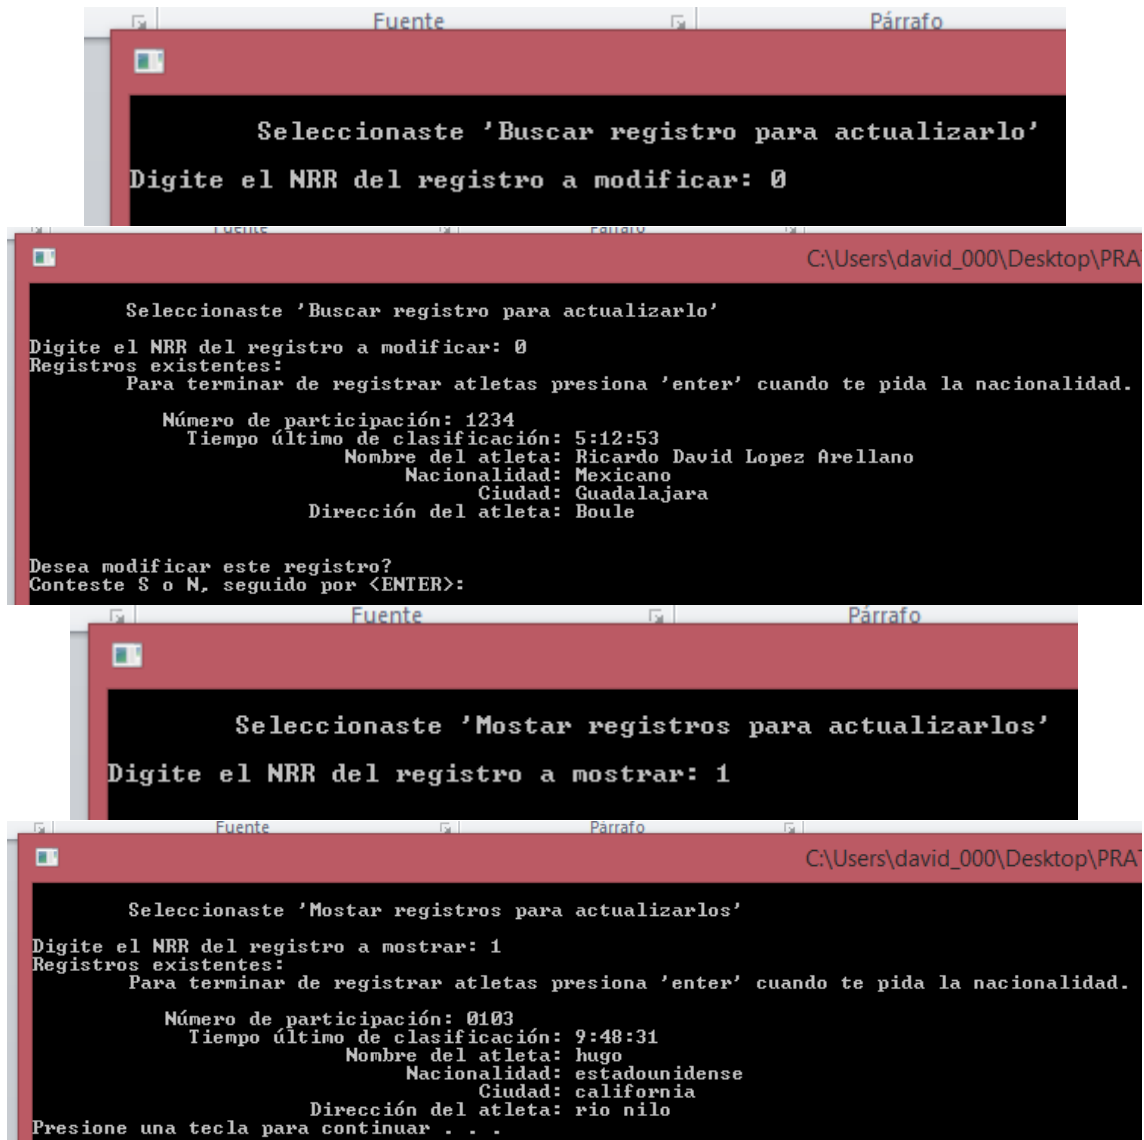 Fuente Párrafo
Seleccionaste 'Buscar registro para actualizarlo'
Digite el NRR del registro a modificar: 0
Fuente Párrafo
C:\Users\david_000\Desktop\PRA
Seleccionaste 'Buscar registro para actualizarlo'
Digite el NRR del registro a modificar: 0
Registros existentes:
Para terminar de registrar atletas presiona 'enter' cuando te pida la nacionalidad.
Número de participación: 1234
Tiempo último de clasificación: 5:12:53
Nombre del atleta: Ricardo David Lopez Arellano
Nacionalidad: Mexicano
Ciudad: Guadalajara
Dirección del atleta: Boule
Desea modificar este registro?
Conteste S o N, seguido por <ENTER>:
Fuente Párrafo
Seleccionaste 'Mostar registros para actualizarlos'
Digite el NRR del registro a mostrar: 1
Fuente Párrafo
C:\Users\david_000\Desktop\PRA
Seleccionaste 'Mostar registros para actualizarlos'
Digite el NRR del registro a mostrar: 1
Registros existentes:
Para terminar de registrar atletas presiona 'enter' cuando te pida la nacionalidad.
Número de participación: 0103
Tiempo último de clasificación: 9:48:31
Nombre del atleta: hugo
Nacionalidad: estadounidense
Ciudad: california
Dirección del atleta: rio nilo
Presione una tecla para continuar . . .